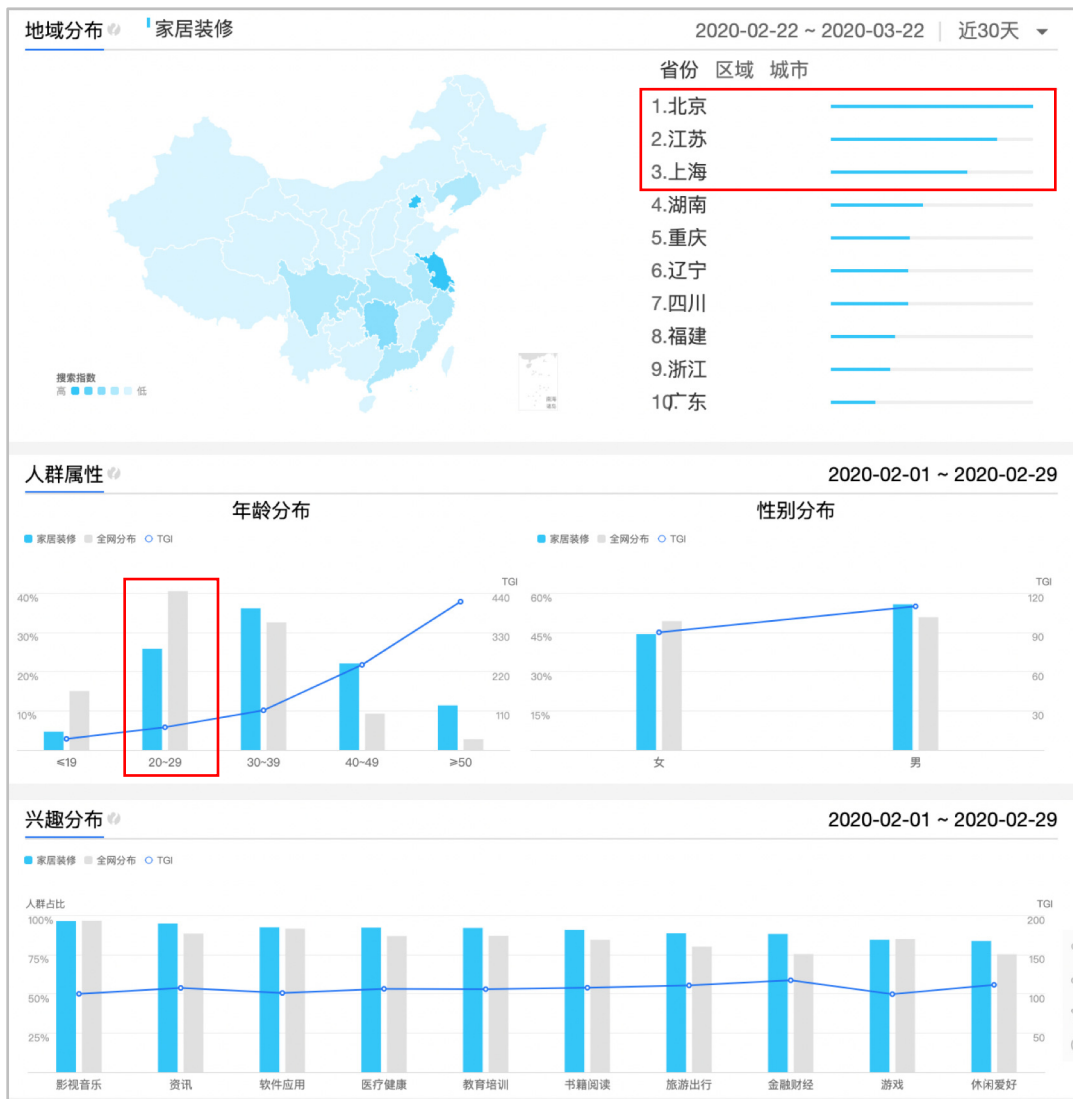 地域分布 家居装修 2020-02-22 ~ 2020-03-22 近30天
省份 区域 城市
1.北京
2.江苏
3.上海
4.湖南
5.重庆
6.辽宁
7.四川
8.福建
9.浙江
10.广东
搜索指数
高 低
南海
诸岛
人群属性 2020-02-01 ~ 2020-02-29
年龄分布
家居装修 全网分布 TGI
TGI
40% 440
30% 330
20% 220
10% 110
≤19 20~29 30~39 40~49 ≥50
性别分布
家居装修 全网分布 TGI
TGI
60% 120
45% 90
30% 60
15% 30
女 男
兴趣分布 2020-02-01 ~ 2020-02-29
家居装修 全网分布 TGI
人群占比 TGI
100% 200
75% 150
50% 100
25% 50
影视音乐 资讯 软件应用 医疗健康 教育培训 书籍阅读 旅游出行 金融财经 游戏 休闲爱好